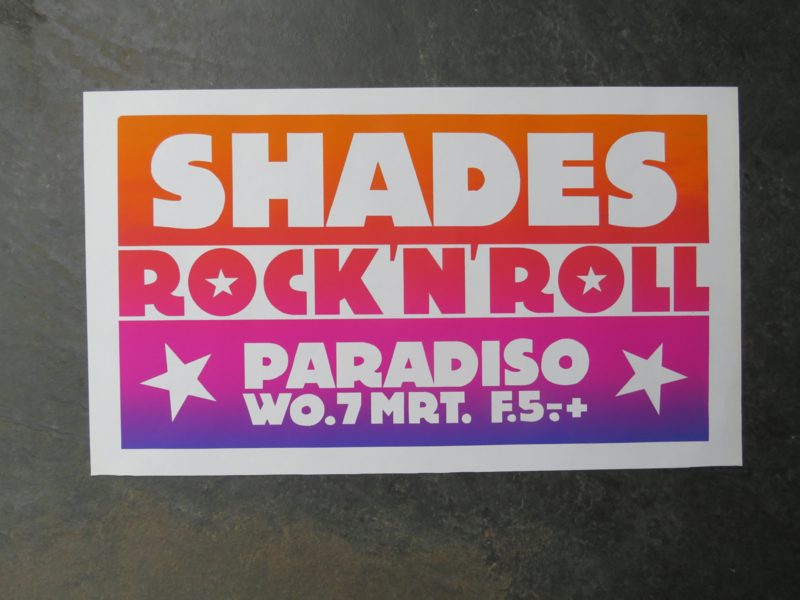 SHADES
ROCK'N'ROLL
PARADISO
WO.7 MRT. F.5.-+